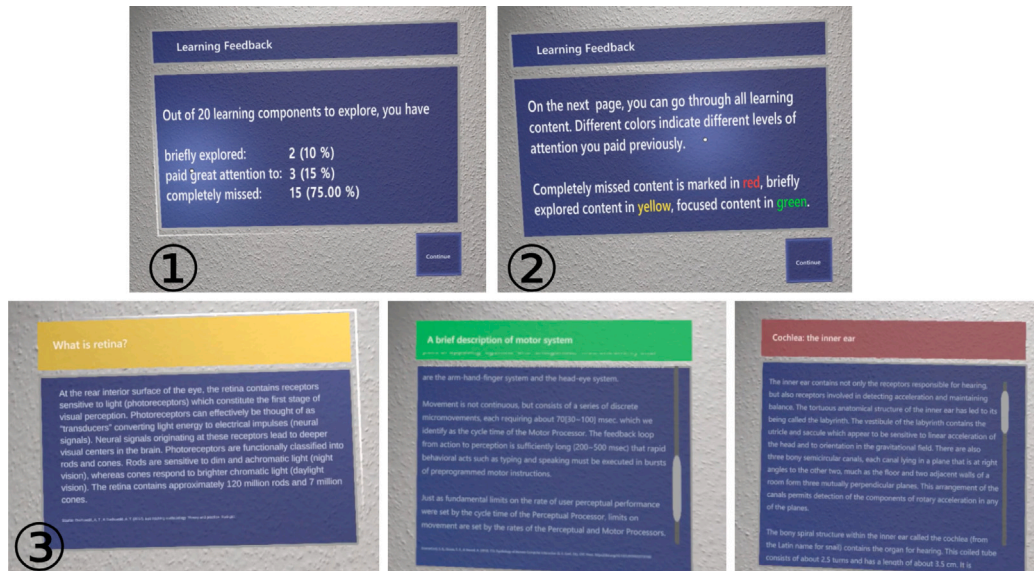 Learning Feedback
Out of 20 learning components to explore, you have
briefly explored: 2 (10 %)
paid great attention to: 3 (15 %)
completely missed: 15 (75.00 %)
Continue
①
Learning Feedback
On the next page, you can go through all learning
content. Different colors indicate different levels of
attention you paid previously.
Completely missed content is marked in red, briefly
explored content in yellow, focused content in green.
Continue
②
What is retina?
At the rear interior surface of the eye, the retina contains receptors
sensitive to light (photoreceptors) which constitute the first stage of
visual perception. Photoreceptors can effectively be thought of as
"transducers" converting light energy to electrical impulses (neural
signals). Neural signals originating at these receptors lead to deeper
visual centers in the brain. Photoreceptors are functionally classified into
rods and cones. Rods are sensitive to dim and achromatic light (night
vision), whereas cones respond to brighter chromatic light (daylight
vision). The retina contains approximately 120 million rods and 7 million
cones.
③
A brief description of motor system
are the arm-hand-finger system and the head-eye system.
Movement is not continuous, but consists of a series of discrete
micromovements, each requiring about 70[30~100] msec, which we
identify as the cycle time of the Motor Processor. The feedback loop
from action to perception is sufficiently long (200~500 msec) that rapid
behavioral acts such as typing and speaking must be executed in bursts
of preprogrammed motor instructions.
Just as fundamental limits on the rate of user perceptual performance
were set by the cycle time of the Perceptual Processor, limits on
movement are set by the rates of the Perceptual and Motor Processors.
Cochlea: the inner ear
The inner ear contains not only the receptors responsible for hearing,
but also receptors involved in detecting acceleration and maintaining
balance. The tortuous anatomical structure of the inner ear has led to its
being called the labyrinth. The vestibule of the labyrinth contains the
utricle and saccule which appear to be sensitive to linear acceleration of
the head and to orientation in the gravitational field. There are also
three bony semicircular canals, each canal lying in a plane that is at right
angles to the other two, much as the floor and two adjacent walls of a
room form three mutually perpendicular planes. This arrangement of the
canals permits detection of the components of rotary acceleration in any
of the planes.
The bony spiral structure within the inner ear called the cochlea (from
the Latin name for snail) contains the organ for hearing. This coiled tube
consists of about 2.5 turns and has a length of about 3.5 cm. It is